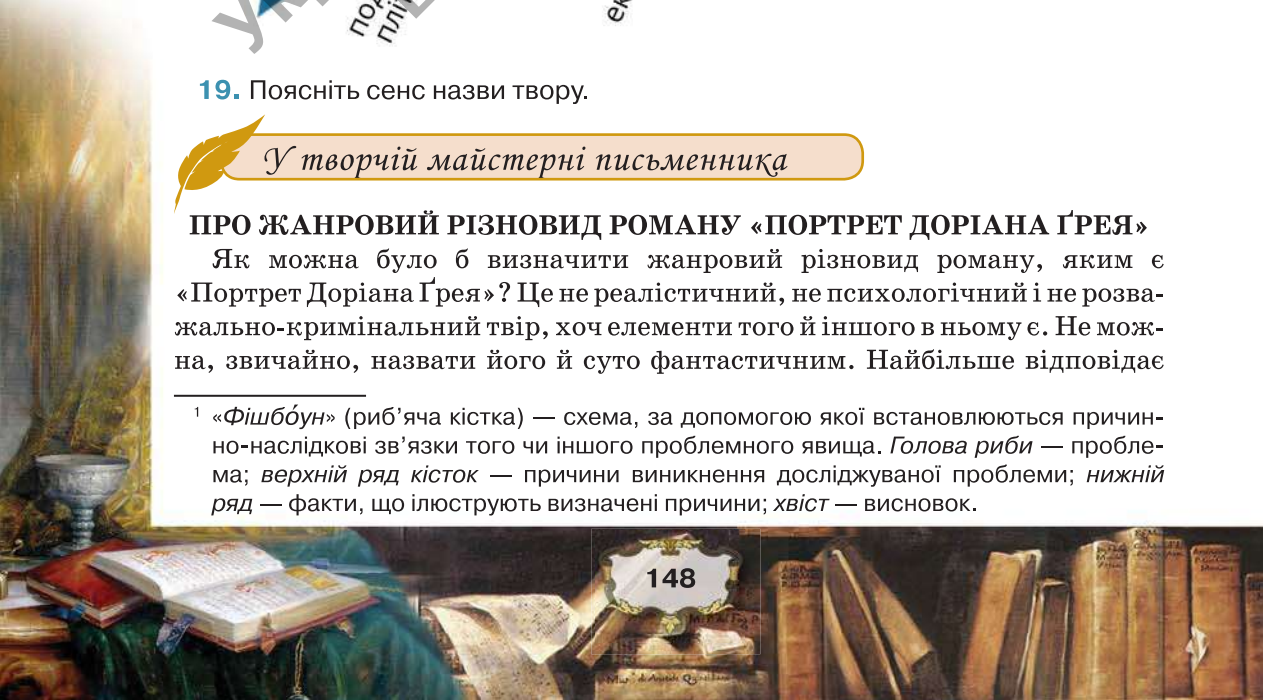 19. Поясніть сенс назви твору.
У творчій майстерні письменника
ПРО ЖАНРОВИЙ РІЗНОВИД РОМАНУ «ПОРТРЕТ ДОРІАНА ҐРЕЯ»
Як можна було б визначити жанровий різновид роману, яким є
«Портрет Доріана Ґрея»? Це не реалістичний, не психологічний і не розва-
жально-кримінальний твір, хоч елементи того й іншого в ньому є. Не мож-
на, звичайно, назвати його й суто фантастичним. Найбільше відповідає
1 «Фішбо́ун» (риб’яча кістка) — схема, за допомогою якої встановлюються причин-
но-наслідкові зв’язки того чи іншого проблемного явища. Голова риби — пробле-
ма; верхній ряд кісток — причини виникнення досліджуваної проблеми; нижній
ряд — факти, що ілюструють визначені причини; хвіст — висновок.
148